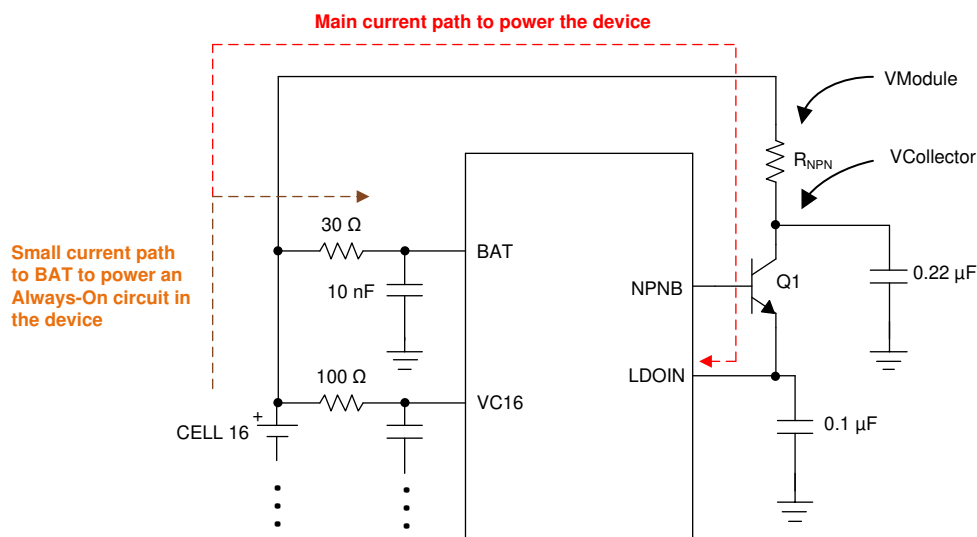 Main current path to power the device
VModule
R_NPN
VCollector
30 Ω
Small current path
to BAT to power an
Always-On circuit in
the device
BAT
10 nF
NPNB
Q1
0.22 µF
100 Ω
LDOIN
VC16
+
CELL 16
0.1 µF